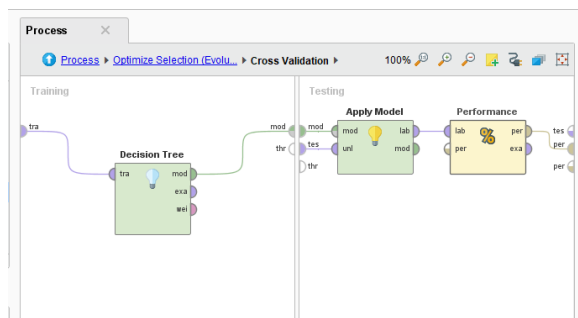 Process
Process Optimize Selection (Evolu... Cross Validation 100%
Training
Testing
Apply Model Performance
tra mod mod mod lab lab per tes
thr tes unl mod per exa per
Decision Tree thr per
tra mod
exa
wei